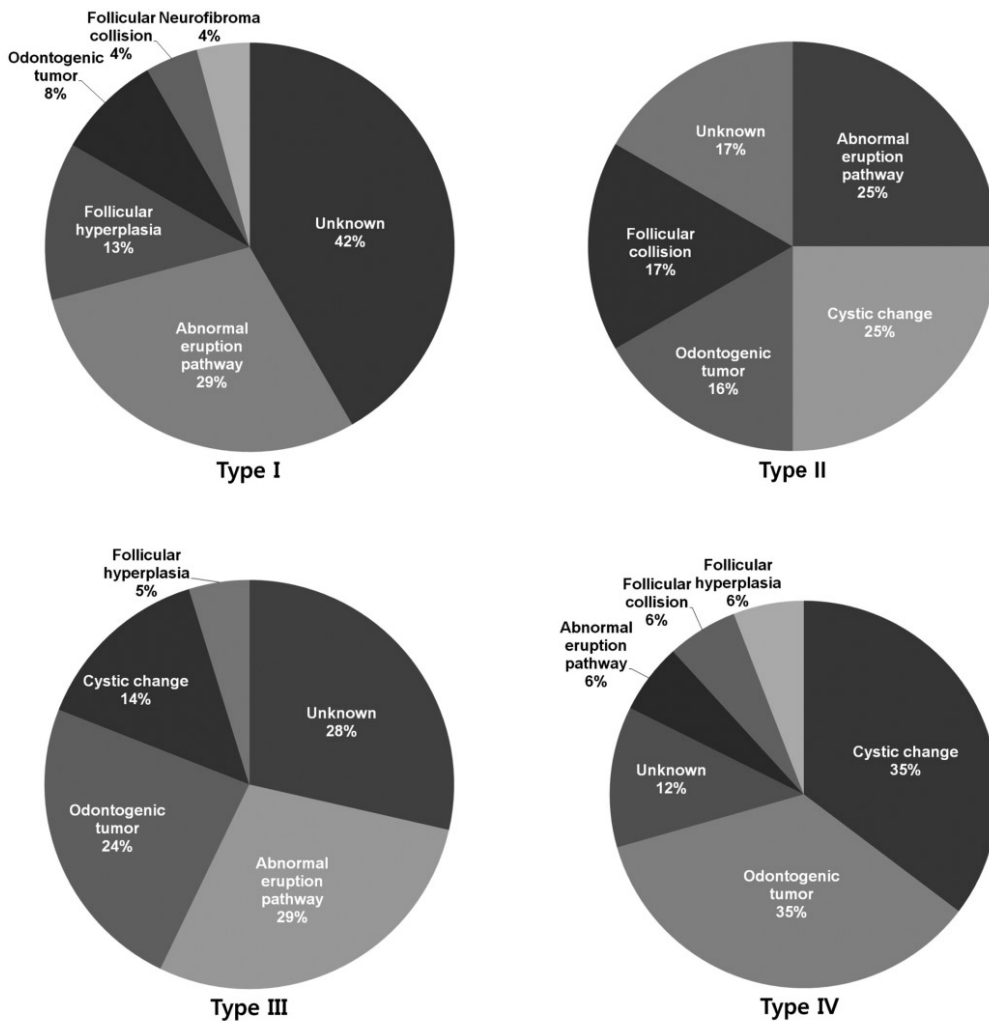 Follicular
collision
4%
Neurofibroma
4%
Odontogenic
tumor
8%
Follicular
hyperplasia
13%
Unknown
42%
Abnormal
eruption
pathway
29%
Type I
Unknown
17%
Abnormal
eruption
pathway
25%
Follicular
collision
17%
Cystic change
25%
Odontogenic
tumor
16%
Type II
Follicular
hyperplasia
5%
Cystic change
14%
Unknown
28%
Odontogenic
tumor
24%
Abnormal
eruption
pathway
29%
Type III
Follicular
hyperplasia
6%
Follicular
collision
6%
Abnormal
eruption
pathway
6%
Unknown
12%
Cystic change
35%
Odontogenic
tumor
35%
Type IV